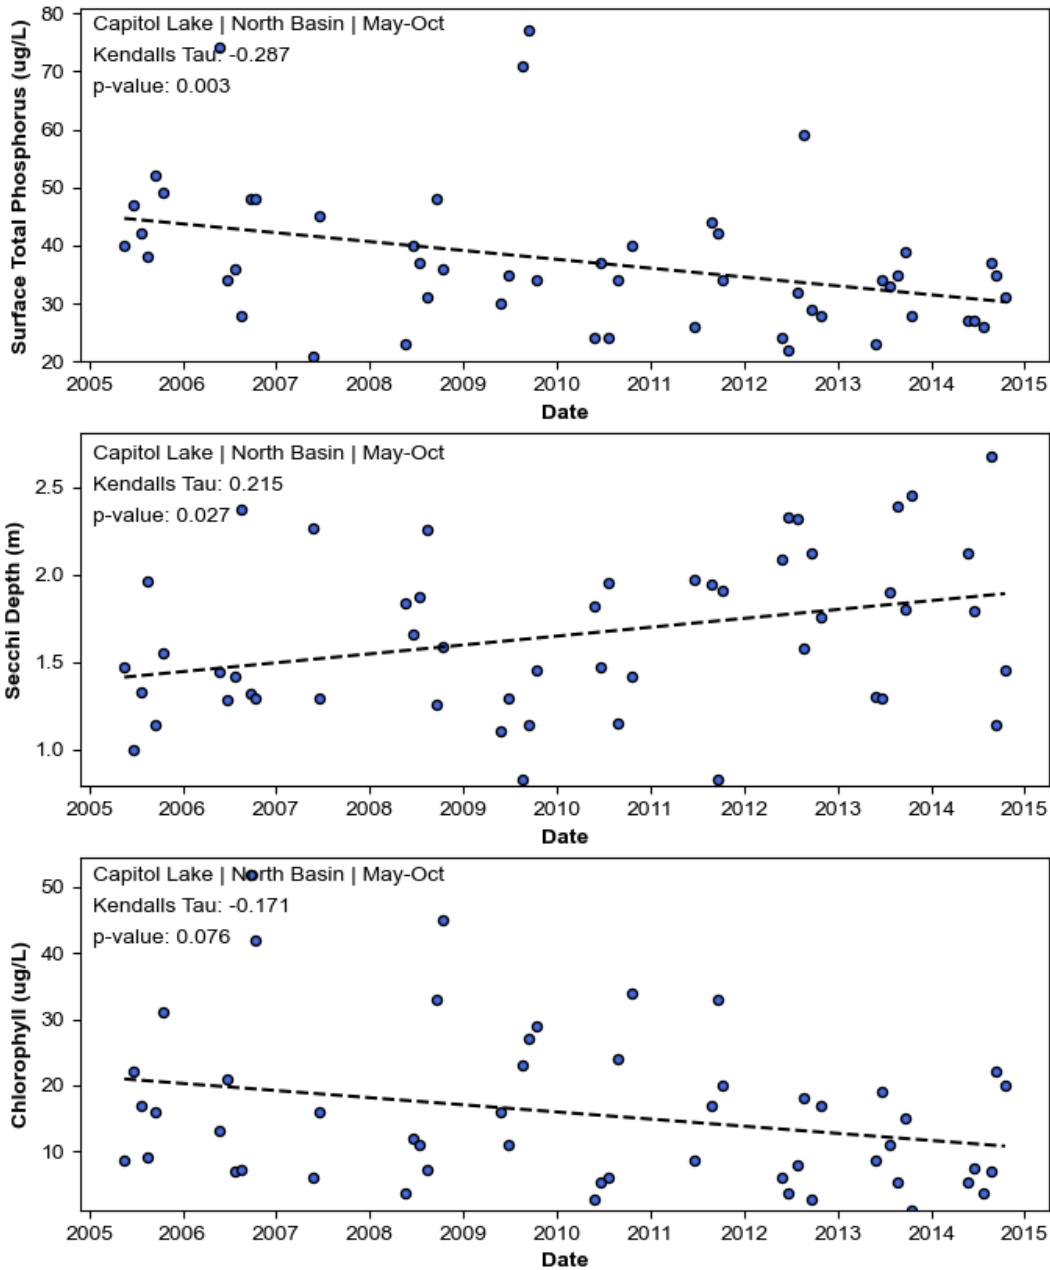 Capitol Lake | North Basin | May-Oct
Kendalls Tau: -0.287
p-value: 0.003
Surface Total Phosphorus (ug/L)
80
70
60
50
40
30
20
2005 2006 2007 2008 2009 2010 2011 2012 2013 2014 2015
Date
Capitol Lake | North Basin | May-Oct
Kendalls Tau: 0.215
p-value: 0.027
Secchi Depth (m)
2.5
2.0
1.5
1.0
2005 2006 2007 2008 2009 2010 2011 2012 2013 2014 2015
Date
Capitol Lake | North Basin | May-Oct
Kendalls Tau: -0.171
p-value: 0.076
Chlorophyll (ug/L)
50
40
30
20
10
2005 2006 2007 2008 2009 2010 2011 2012 2013 2014 2015
Date